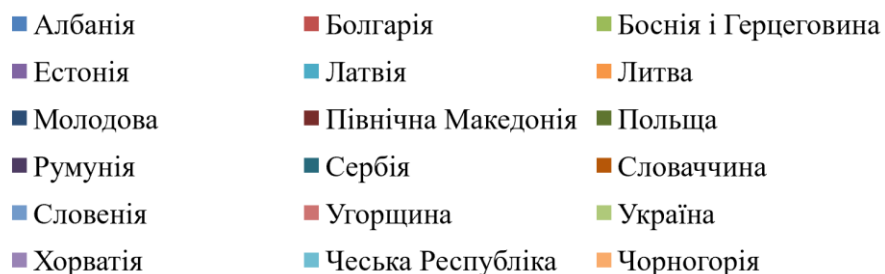 Албанія Болгарія Боснія і Герцеговина
Естонія Латвія Литва
Молодова Північна Македонія Польща
Румунія Сербія Словаччина
Словенія Угорщина Україна
Хорватія Чеська Республіка Чорногорія